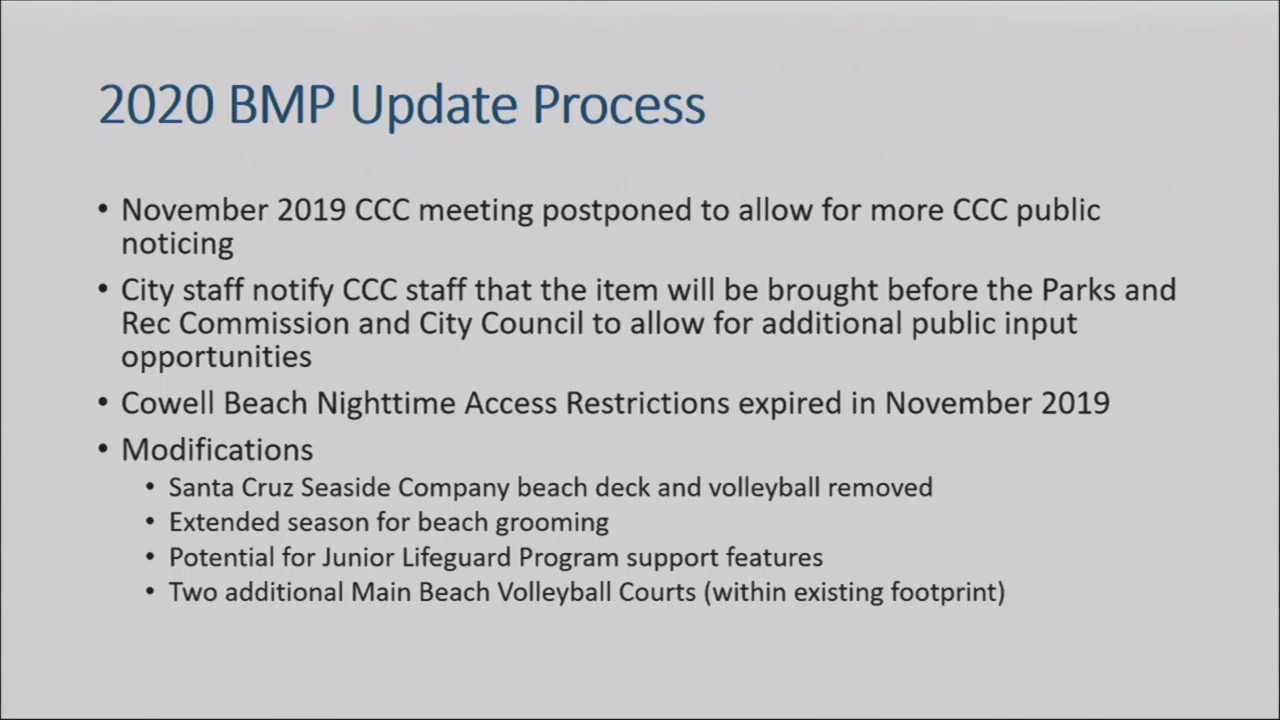 2020 BMP Update Process
• November 2019 CCC meeting postponed to allow for more CCC public
noticing
• City staff notify CCC staff that the item will be brought before the Parks and
Rec Commission and City Council to allow for additional public input
opportunities
• Cowell Beach Nighttime Access Restrictions expired in November 2019
• Modifications
• Santa Cruz Seaside Company beach deck and volleyball removed
• Extended season for beach grooming
• Potential for Junior Lifeguard Program support features
• Two additional Main Beach Volleyball Courts (within existing footprint)